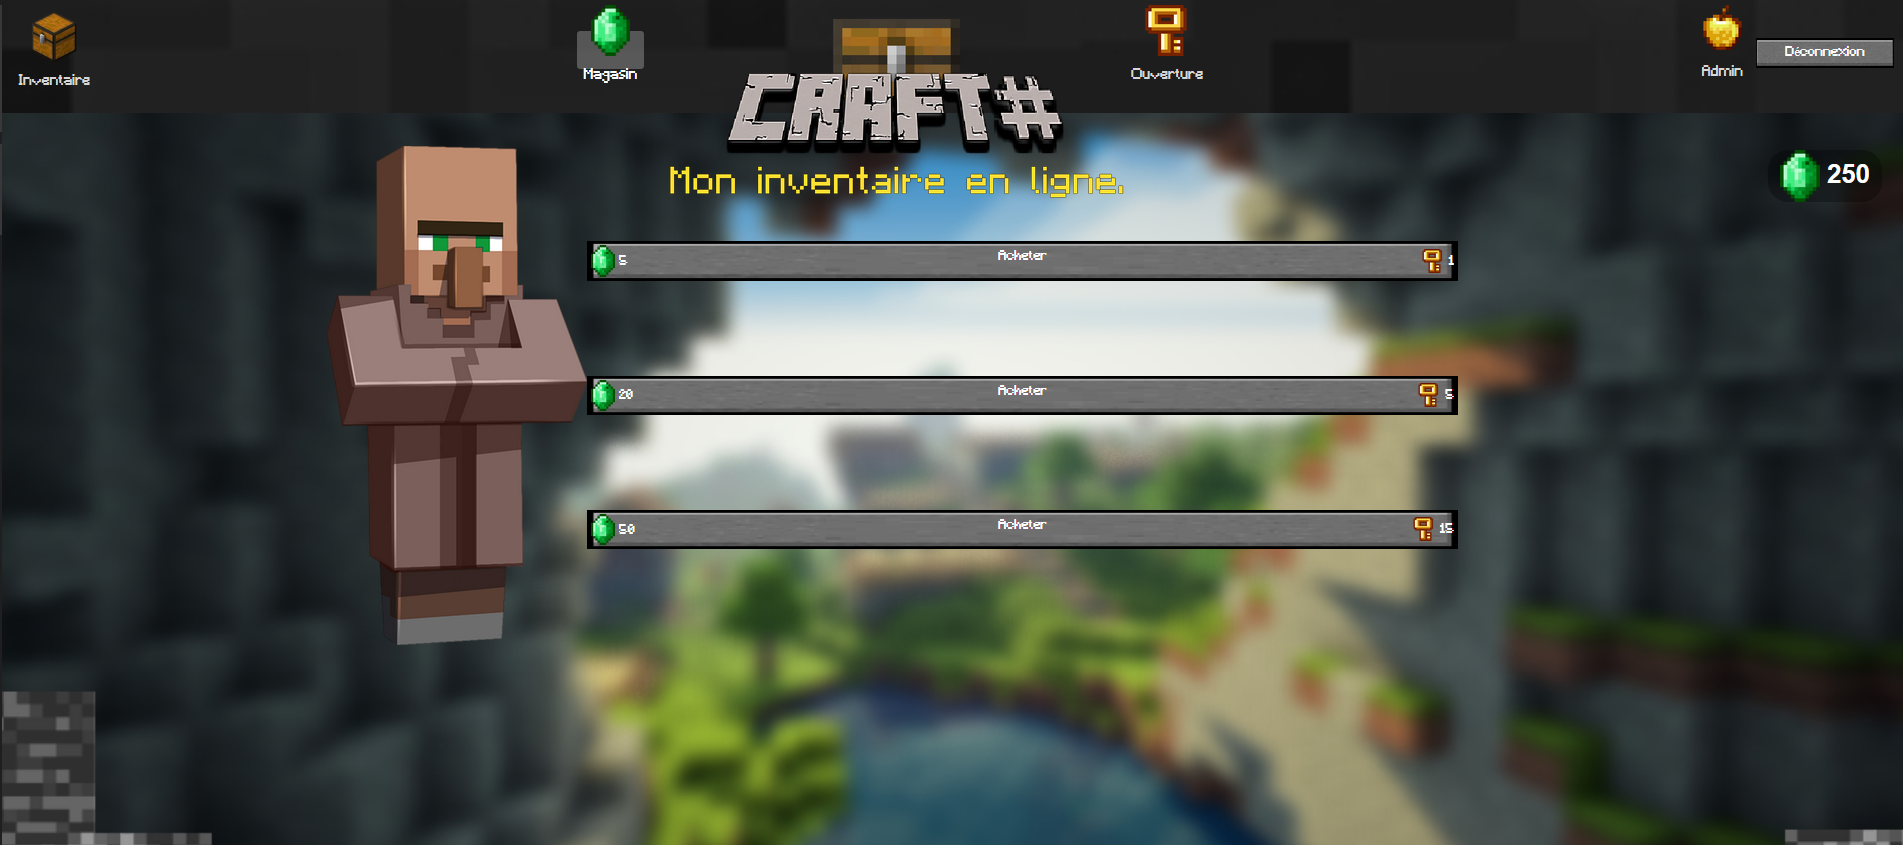 Inventaire
Magasin
Ouverture
Admin
Déconnexion
CRAFT#
Mon inventaire en ligne.
250
5 Acheter 1
20 Acheter 5
50 Acheter 15